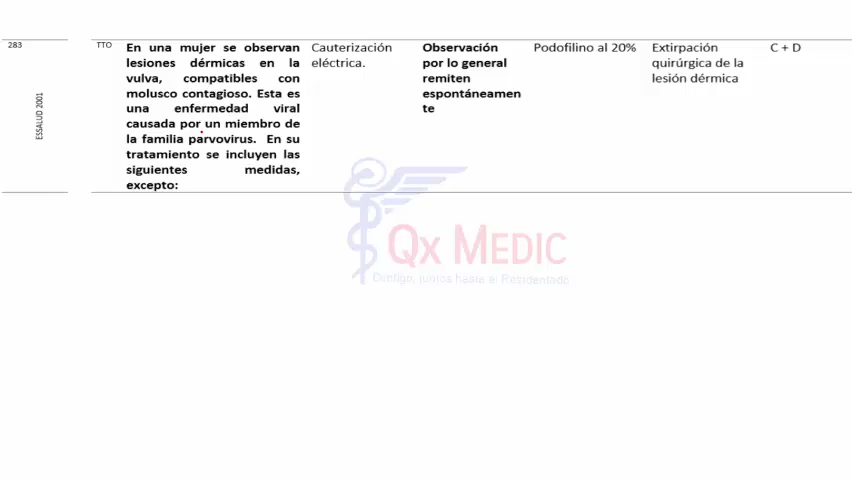 283
ESSALUD 2001
TTO
En una mujer se observan
lesiones dérmicas en la
vulva, compatibles con
molusco contagioso. Esta es
una enfermedad viral
causada por un miembro de
la familia parvovirus. En su
tratamiento se incluyen las
siguientes medidas,
excepto:
Cauterización
eléctrica.
Observación
por lo general
remiten
espontáneamen
te
Podofilino al 20%
Extirpación
quirúrgica de la
lesión dérmica
C + D
Qx MEDIC
Contigo, juntos hasta el Residentado